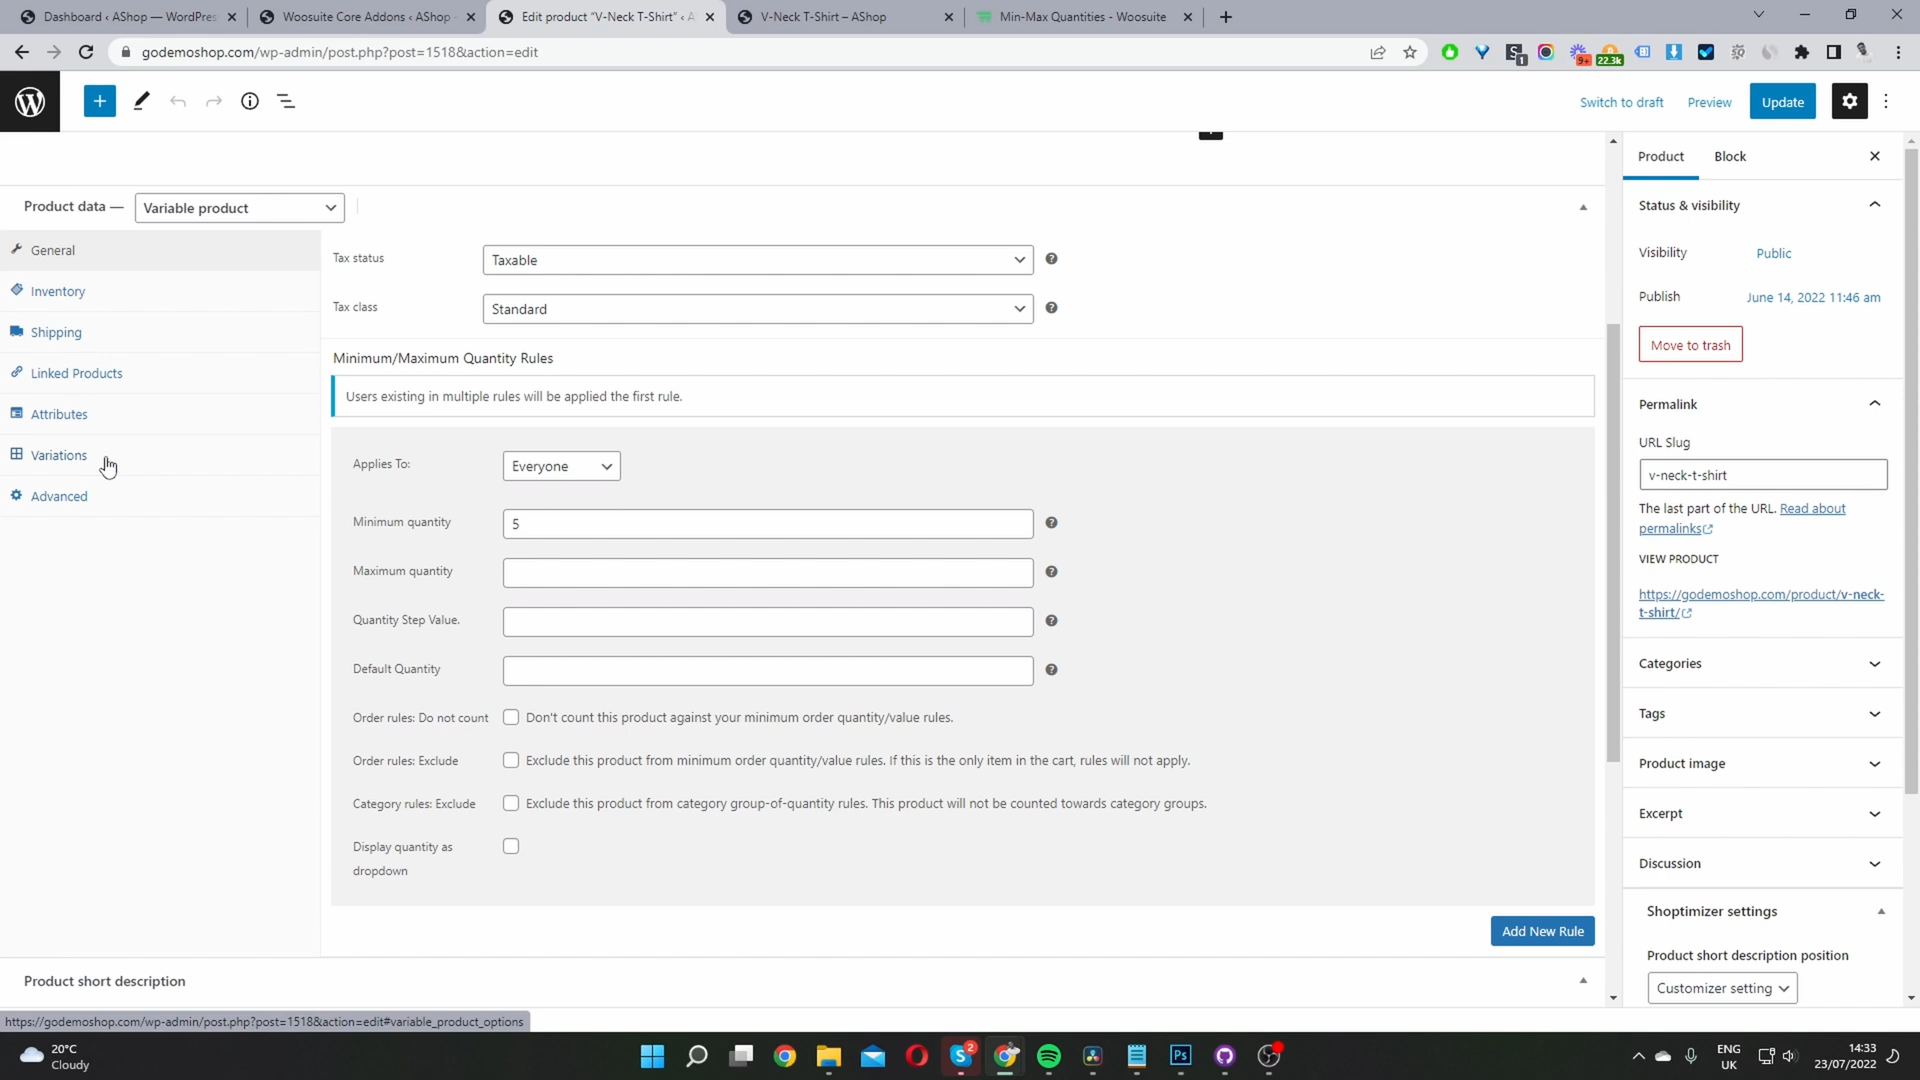 Dashboard ‹ AShop — WordPres
Woosuite Core Addons ‹ AShop
Edit product "V-Neck T-Shirt" ‹ A
V-Neck T-Shirt – AShop
Min-Max Quantities - Woosuite
godemoshop.com/wp-admin/post.php?post=1518&action=edit
1
9+
22.3k
Switch to draft
Preview
Update
Product data —
Variable product
General
Inventory
Shipping
Linked Products
Attributes
Variations
Advanced
Tax status
Taxable
Tax class
Standard
Minimum/Maximum Quantity Rules
Users existing in multiple rules will be applied the first rule.
Applies To:
Everyone
Minimum quantity
5
Maximum quantity
Quantity Step Value.
Default Quantity
Order rules: Do not count
Don't count this product against your minimum order quantity/value rules.
Order rules: Exclude
Exclude this product from minimum order quantity/value rules. If this is the only item in the cart, rules will not apply.
Category rules: Exclude
Exclude this product from category group-of-quantity rules. This product will not be counted towards category groups.
Display quantity as
dropdown
Add New Rule
Product short description
Product
Block
Status & visibility
Visibility
Public
Publish
June 14, 2022 11:46 am
Move to trash
Permalink
URL Slug
v-neck-t-shirt
The last part of the URL. Read about
permalinks
VIEW PRODUCT
https://godemoshop.com/product/v-neck-
t-shirt/
Categories
Tags
Product image
Excerpt
Discussion
Shoptimizer settings
Product short description position
Customizer setting
https://godemoshop.com/wp-admin/post.php?post=1518&action=edit#variable_product_options
20°C
Cloudy
2
Ps
ENG
UK
14:33
23/07/2022